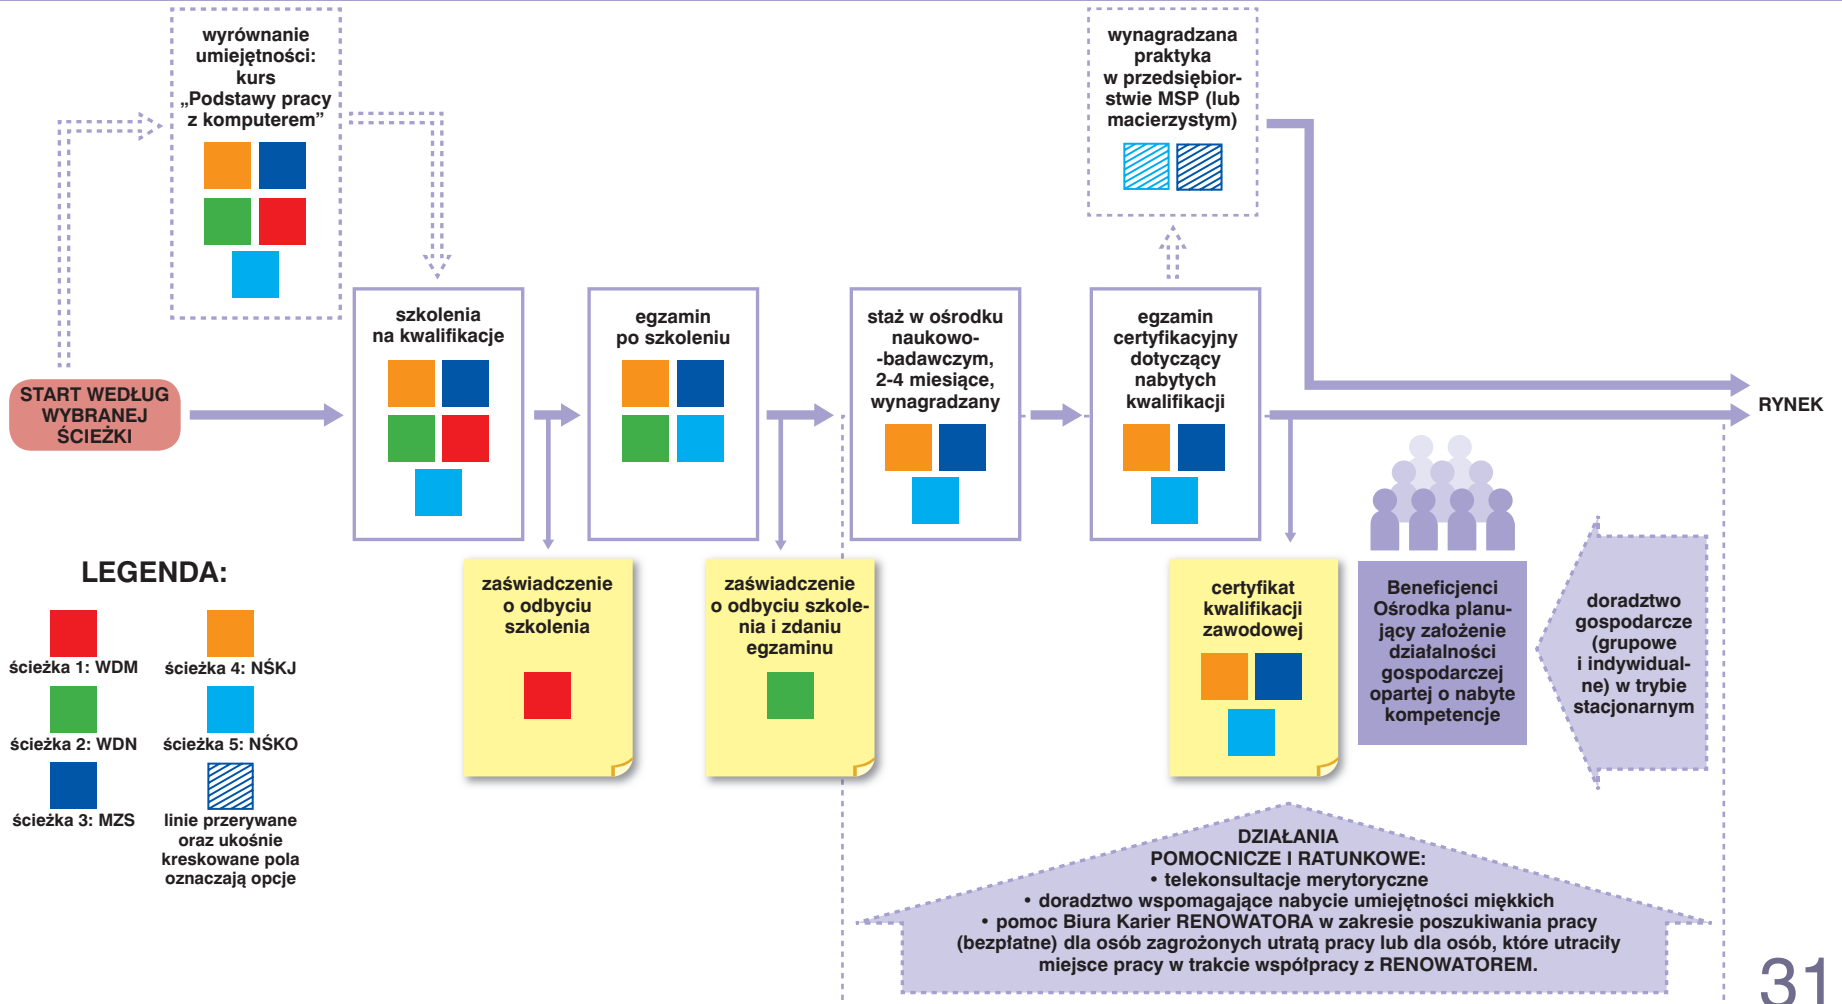 wyrównanie
umiejętności:
kurs
„Podstawy pracy
z komputerem”
wynagradzana
praktyka
w przedsiębior-
stwie MSP (lub
macierzystym)
START WEDŁUG
WYBRANEJ
ŚCIEŻKI
szkolenia
na kwalifikacje
egzamin
po szkoleniu
staż w ośrodku
naukowo-
-badawczym,
2-4 miesiące,
wynagradzany
egzamin
certyfikacyjny
dotyczący
nabytych
kwalifikacji
RYNEK
zaświadczenie
o odbyciu
szkolenia
zaświadczenie
o odbyciu szkole-
nia i zdaniu
egzaminu
certyfikat
kwalifikacji
zawodowej
Beneficjenci
Ośrodka planu-
jący założenie
działalności
gospodarczej
opartej o nabyte
kompetencje
doradztwo
gospodarcze
(grupowe
i indywidual-
ne) w trybie
stacjonarnym
LEGENDA:
ścieżka 1: WDM
ścieżka 4: NŚKJ
ścieżka 2: WDN
ścieżka 5: NŚKO
ścieżka 3: MZS
linie przerywane
oraz ukośnie
kreskowane pola
oznaczają opcje
DZIAŁANIA
POMOCNICZE I RATUNKOWE:
• telekonsultacje merytoryczne
• doradztwo wspomagające nabycie umiejętności miękkich
• pomoc Biura Karier RENOWATORA w zakresie poszukiwania pracy
(bezpłatne) dla osób zagrożonych utratą pracy lub dla osób, które utraciły
miejsce pracy w trakcie współpracy z RENOWATOREM.
31